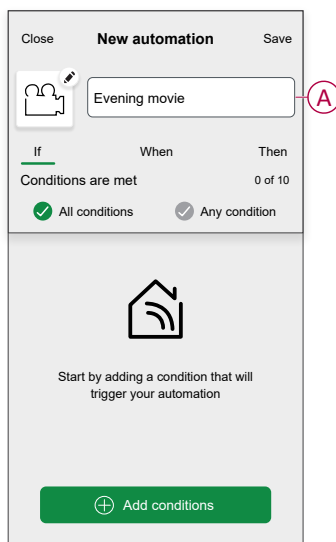 Close New automation Save
Evening movie
A
If When Then
Conditions are met 0 of 10
All conditions Any condition
Start by adding a condition that will
trigger your automation
Add conditions